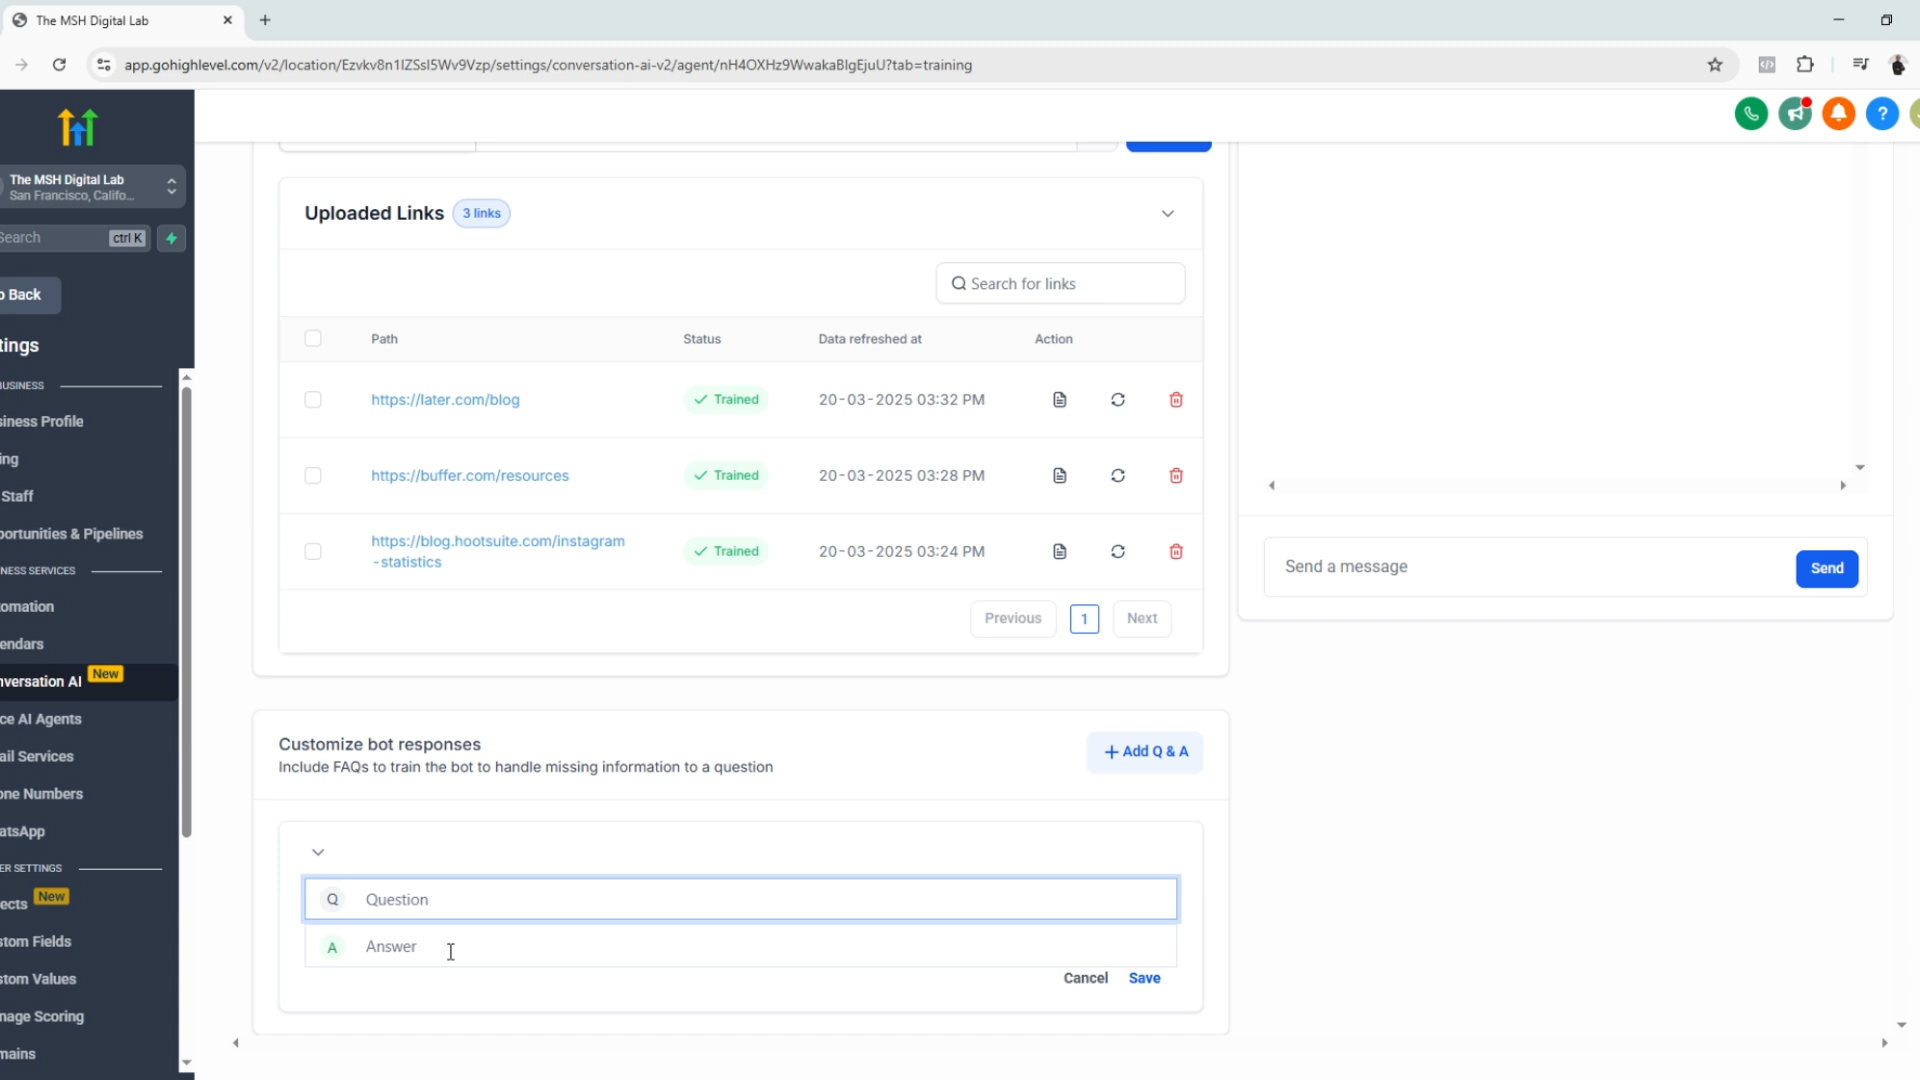 The MSH Digital Lab
app.gohighlevel.com/v2/location/Ezvkv8n1IZSsI5Wv9Vzp/settings/conversation-ai-v2/agent/nH4OXHz9WwakaBlgEjuU?tab=training
The MSH Digital Lab
San Francisco, Califo...
Search
ctrl K
o Back
tings
BUSINESS
siness Profile
ing
Staff
portunities & Pipelines
NESS SERVICES
omation
endars
nversation AI
New
ice AI Agents
ail Services
one Numbers
atsApp
ER SETTINGS
ects
New
stom Fields
stom Values
nage Scoring
mains
Uploaded Links
3 links
Search for links
Path
Status
Data refreshed at
Action
https://later.com/blog
Trained
20-03-2025 03:32 PM
https://buffer.com/resources
Trained
20-03-2025 03:28 PM
https://blog.hootsuite.com/instagram
-statistics
Trained
20-03-2025 03:24 PM
Previous
1
Next
Customize bot responses
Include FAQs to train the bot to handle missing information to a question
+ Add Q & A
Q
Question
A
Answer
Cancel
Save
Send a message
Send